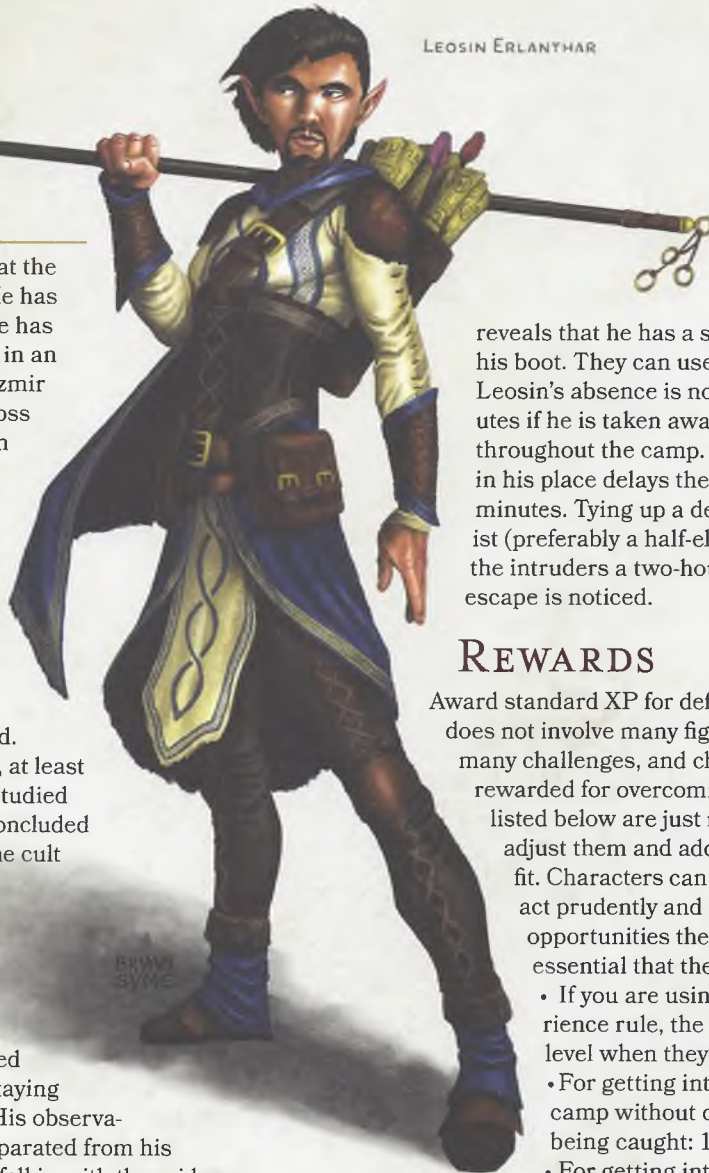 LEOSIN ERLANTHAR
at the
le has
e has
in an
zmir
oss
n
d.
, at least
tudied
oncluded
ne cult
ed
taying
His observa-
parated from his
reveals that he has a s
his boot. They can use
Leosin's absence is no
utes if he is taken awa
throughout the camp.
in his place delays the
minutes. Tying up a de
ist (preferably a half-el
the intruders a two-hou
escape is noticed.
REWARDS
Award standard XP for def
does not involve many fig
many challenges, and ch
rewarded for overcom
listed below are just
adjust them and add
fit. Characters can
act prudently and
opportunities the
essential that the
• If you are usin
rience rule, the
level when they
• For getting int
camp without
being caught: 1
• For getting int